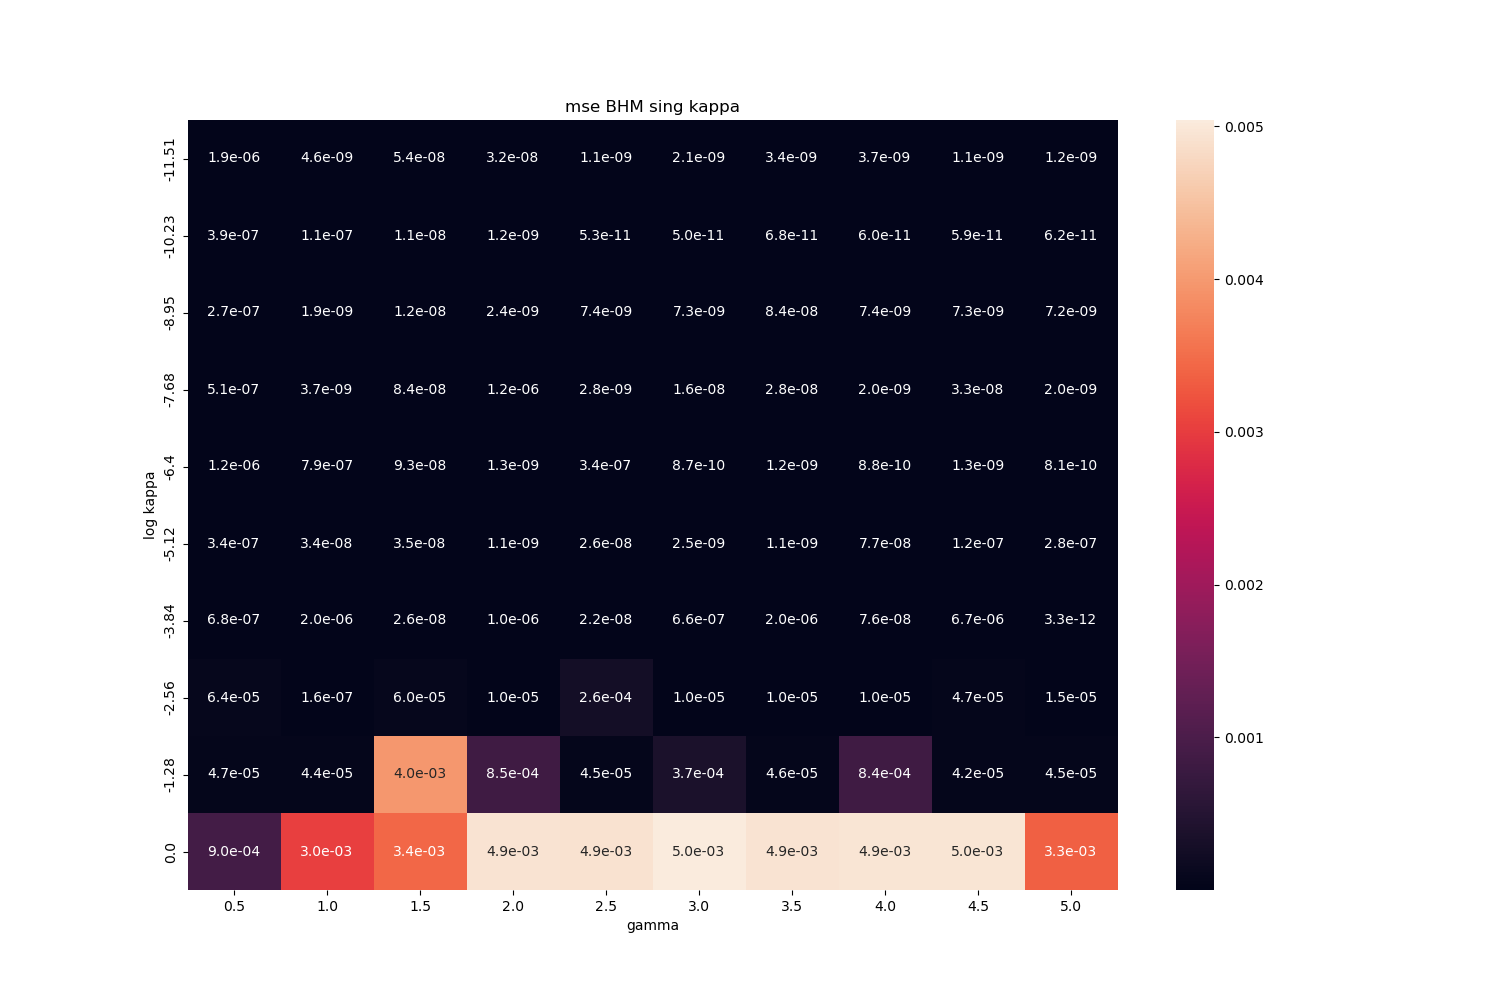 mse BHM sing kappa
-11.51 1.9e-06 4.6e-09 5.4e-08 3.2e-08 1.1e-09 2.1e-09 3.4e-09 3.7e-09 1.1e-09 1.2e-09
-10.23 3.9e-07 1.1e-07 1.1e-08 1.2e-09 5.3e-11 5.0e-11 6.8e-11 6.0e-11 5.9e-11 6.2e-11
-8.95 2.7e-07 1.9e-09 1.2e-08 2.4e-09 7.4e-09 7.3e-09 8.4e-08 7.4e-09 7.3e-09 7.2e-09
-7.68 5.1e-07 3.7e-09 8.4e-08 1.2e-06 2.8e-09 1.6e-08 2.8e-08 2.0e-09 3.3e-08 2.0e-09
-6.4 1.2e-06 7.9e-07 9.3e-08 1.3e-09 3.4e-07 8.7e-10 1.2e-09 8.8e-10 1.3e-09 8.1e-10
-5.12 3.4e-07 3.4e-08 3.5e-08 1.1e-09 2.6e-08 2.5e-09 1.1e-09 7.7e-08 1.2e-07 2.8e-07
-3.84 6.8e-07 2.0e-06 2.6e-08 1.0e-06 2.2e-08 6.6e-07 2.0e-06 7.6e-08 6.7e-06 3.3e-12
-2.56 6.4e-05 1.6e-07 6.0e-05 1.0e-05 2.6e-04 1.0e-05 1.0e-05 1.0e-05 4.7e-05 1.5e-05
-1.28 4.7e-05 4.4e-05 4.0e-03 8.5e-04 4.5e-05 3.7e-04 4.6e-05 8.4e-04 4.2e-05 4.5e-05
0.0 9.0e-04 3.0e-03 3.4e-03 4.9e-03 4.9e-03 5.0e-03 4.9e-03 4.9e-03 5.0e-03 3.3e-03
0.5 1.0 1.5 2.0 2.5 3.0 3.5 4.0 4.5 5.0
gamma
log kappa
0.005
0.004
0.003
0.002
0.001